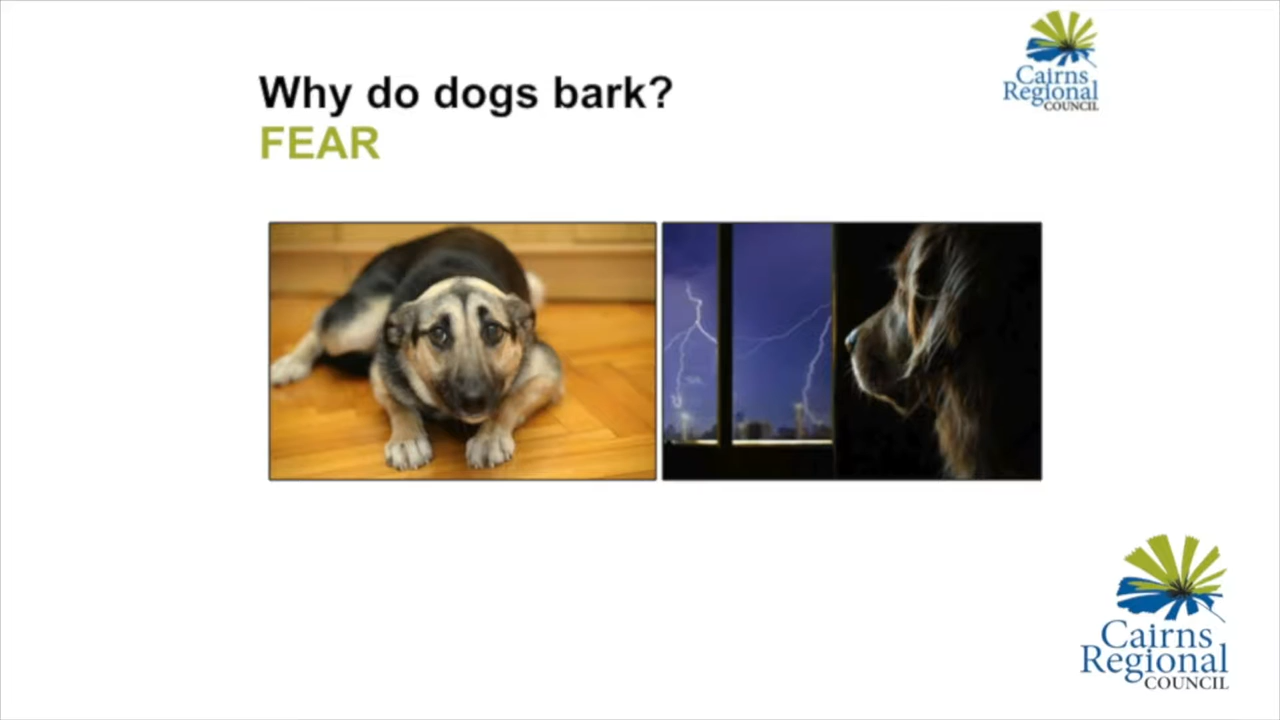 Why do dogs bark?
FEAR
Cairns
Regional
COUNCIL
Cairns
Regional
COUNCIL